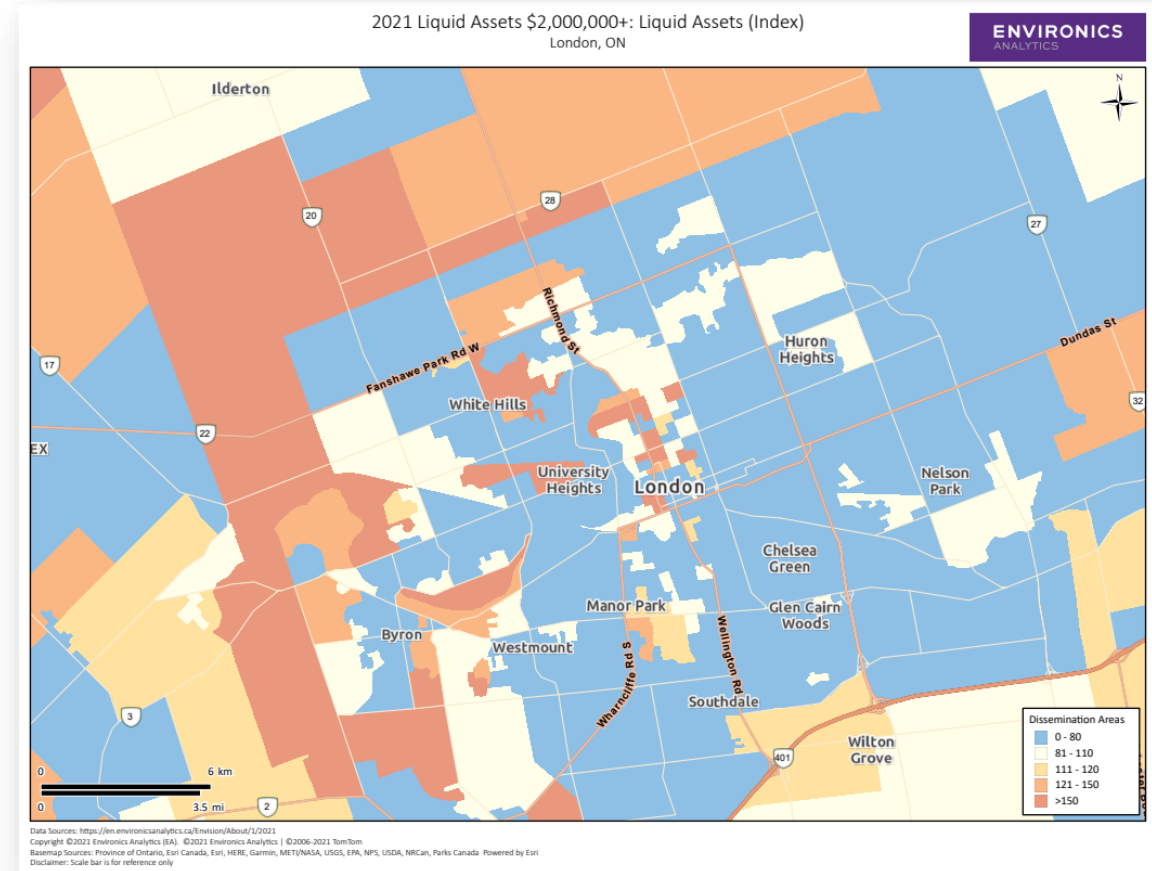 2021 Liquid Assets $2,000,000+: Liquid Assets (Index)
London, ON
ENVIRONICS
ANALYTICS
N
Ilderton
28
20
27
Richmond St
Dundas St
Huron
Heights
17
Fanshawe Park Rd W
White Hills
32
22
EX
University
Heights
London
Nelson
Park
Chelsea
Green
Manor Park
Glen Cairn
Woods
Byron
Westmount
Wharncliffe Rd S
Wellington Rd
Southdale
3
Wilton
Grove
401
2
Dissemination Areas
0 - 80
81 - 110
111 - 120
121 - 150
>150
0 6 km
0 3.5 mi
Data Sources: https://en.environicsanalytics.ca/Envision/About/1/2021
Copyright ©2021 Environics Analytics (EA). ©2021 Environics Analytics | ©2006-2021 TomTom
Basemap Sources: Province of Ontario, Esri Canada, Esri, HERE, Garmin, METI/NASA, USGS, EPA, NPS, USDA, NRCan, Parks Canada Powered by Esri
Disclaimer: Scale bar is for reference only